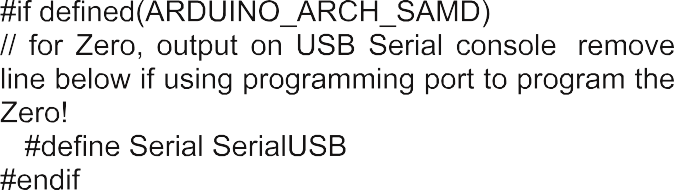 #if defined(ARDUINO_ARCH_SAMD)
// for Zero, output on USB Serial console remove
line below if using programming port to program the
Zero!
#define Serial SerialUSB
#endif